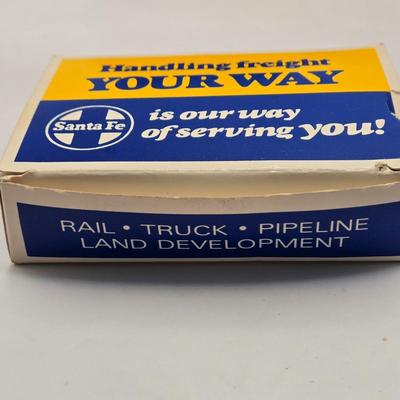 Handling freight
YOUR WAY
Santa Fe
is our way
of serving you!
RAIL • TRUCK • PIPELINE
LAND DEVELOPMENT